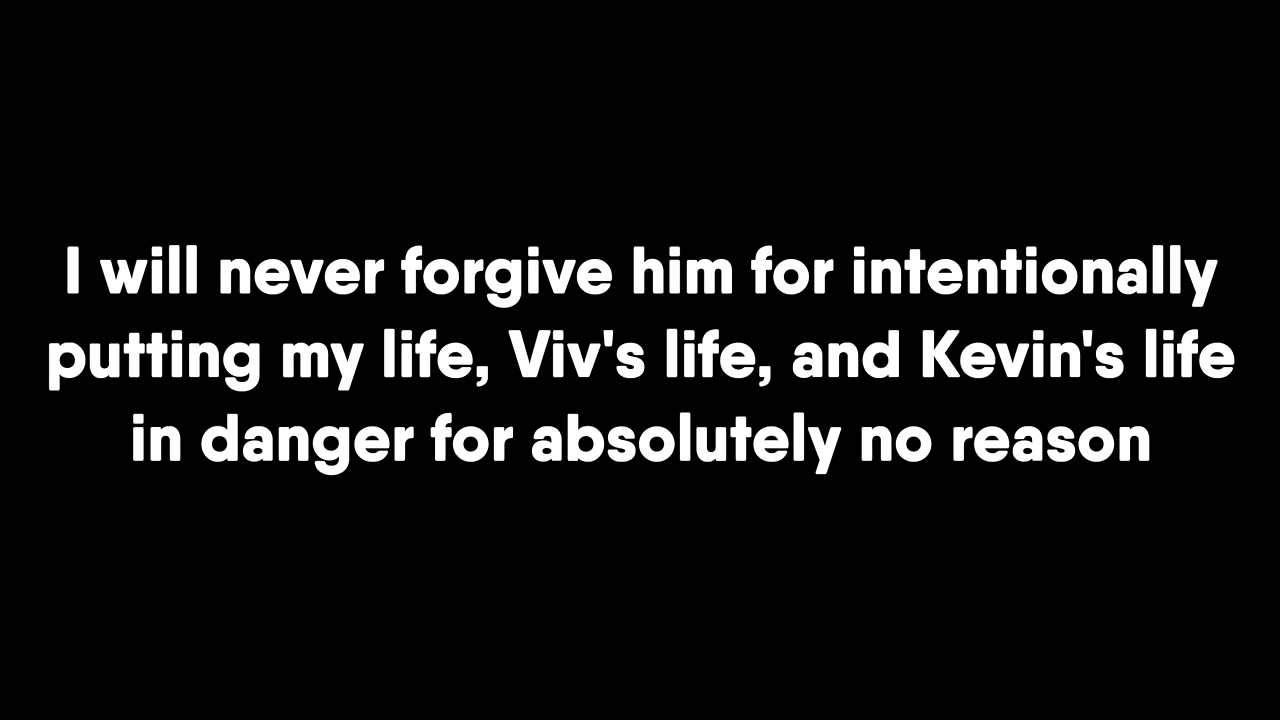 I will never forgive him for intentionally
putting my life, Viv's life, and Kevin's life
in danger for absolutely no reason